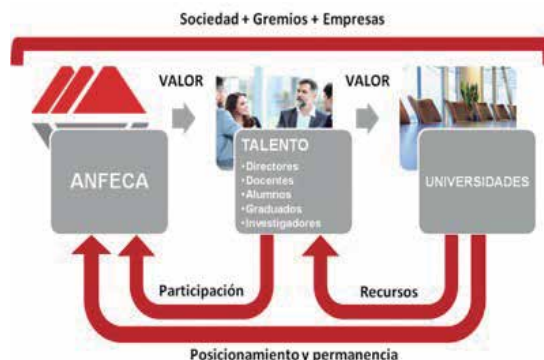 Sociedad + Gremios + Empresas
VALOR
VALOR
ANFECA
TALENTO
•Directores
•Docentes
•Alumnos
•Graduados
•Investigadores
UNIVERSIDADES
Participación
Recursos
Posicionamiento y permanencia